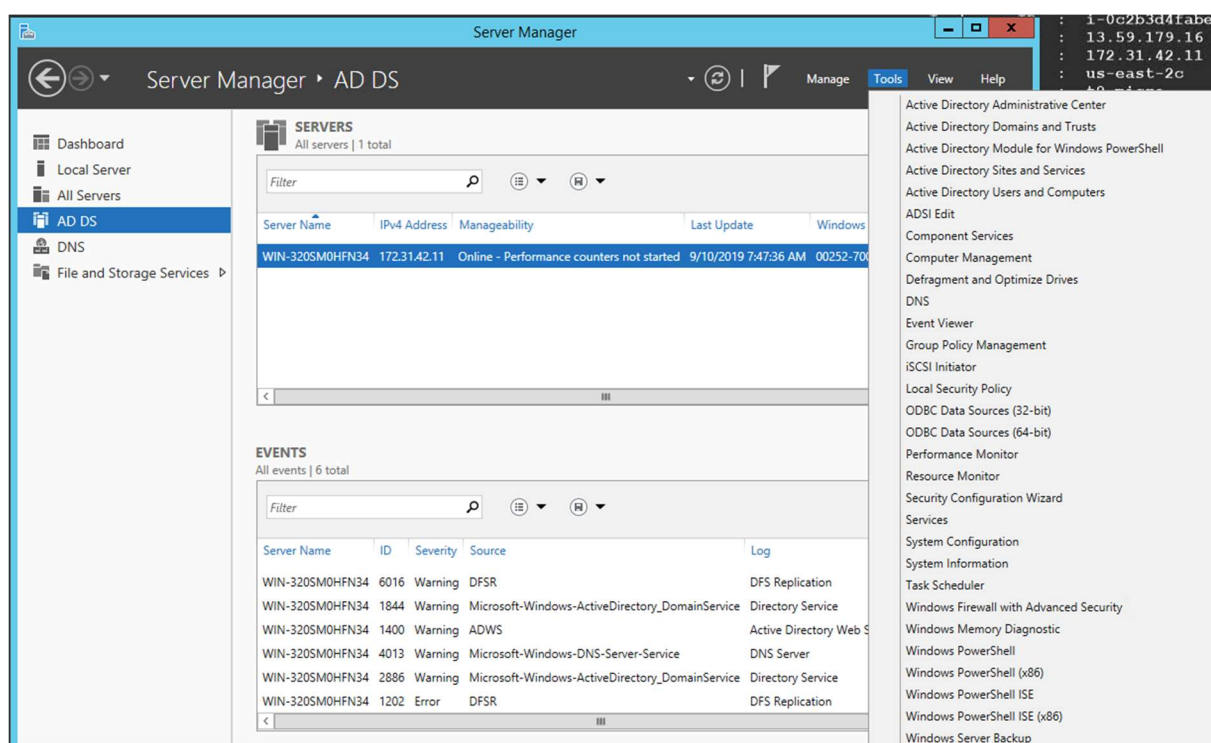 Server Manager
i-0c2b3d4fabe
: 13.59.179.16
: 172.31.42.11
: us-east-2c
Server Manager ‣ AD DS
Manage Tools View Help
Dashboard
Local Server
All Servers
AD DS
DNS
File and Storage Services
SERVERS
All servers | 1 total
Filter
Server Name IPv4 Address Manageability Last Update Windows
WIN-320SM0HFN34 172.31.42.11 Online - Performance counters not started 9/10/2019 7:47:36 AM 00252-700
EVENTS
All events | 6 total
Filter
Server Name ID Severity Source Log
WIN-320SM0HFN34 6016 Warning DFSR DFS Replication
WIN-320SM0HFN34 1844 Warning Microsoft-Windows-ActiveDirectory_DomainService Directory Service
WIN-320SM0HFN34 1400 Warning ADWS Active Directory Web S
WIN-320SM0HFN34 4013 Warning Microsoft-Windows-DNS-Server-Service DNS Server
WIN-320SM0HFN34 2886 Warning Microsoft-Windows-ActiveDirectory_DomainService Directory Service
WIN-320SM0HFN34 1202 Error DFSR DFS Replication
Active Directory Administrative Center
Active Directory Domains and Trusts
Active Directory Module for Windows PowerShell
Active Directory Sites and Services
Active Directory Users and Computers
ADSI Edit
Component Services
Computer Management
Defragment and Optimize Drives
DNS
Event Viewer
Group Policy Management
iSCSI Initiator
Local Security Policy
ODBC Data Sources (32-bit)
ODBC Data Sources (64-bit)
Performance Monitor
Resource Monitor
Security Configuration Wizard
Services
System Configuration
System Information
Task Scheduler
Windows Firewall with Advanced Security
Windows Memory Diagnostic
Windows PowerShell
Windows PowerShell (x86)
Windows PowerShell ISE
Windows PowerShell ISE (x86)
Windows Server Backup